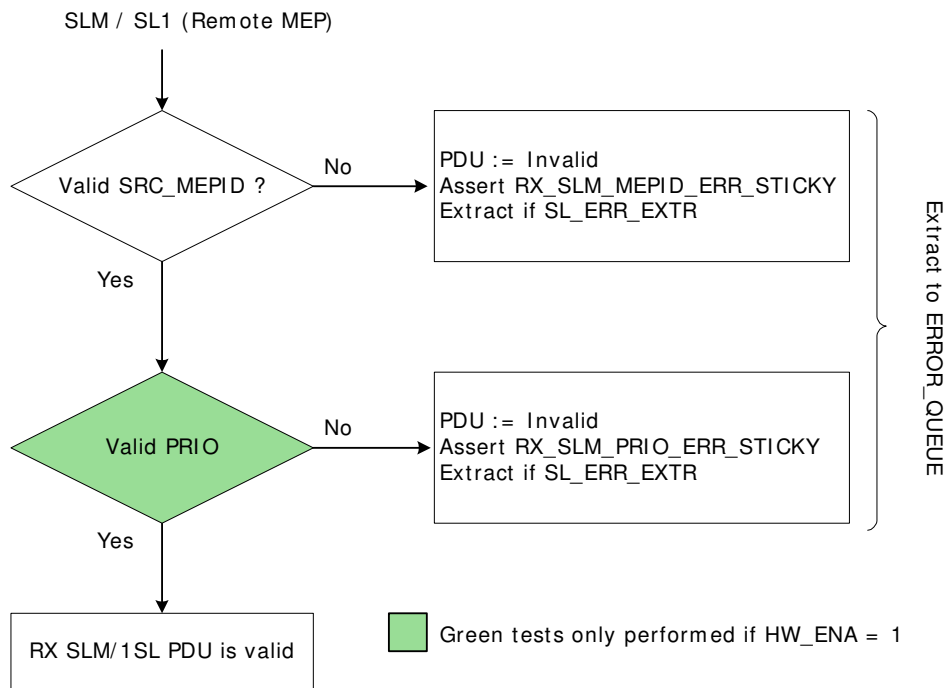 SLM / SL1 (Remote MEP)
Valid SRC_MEPID ?
No
PDU := Invalid
Assert RX_SLM_MEPID_ERR_STICKY
Extract if SL_ERR_EXTR
Yes
Extract to ERROR_QUEUE
Valid PRIO
No
PDU := Invalid
Assert RX_SLM_PRIO_ERR_STICKY
Extract if SL_ERR_EXTR
Yes
RX SLM/1SL PDU is valid
Green tests only performed if HW_ENA = 1